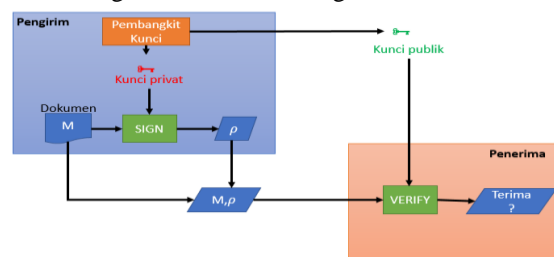 Pengirim
Pembangkit
Kunci
Kunci privat
Kunci publik
Dokumen
M
SIGN
ρ
Penerima
M,ρ
VERIFY
Terima
?